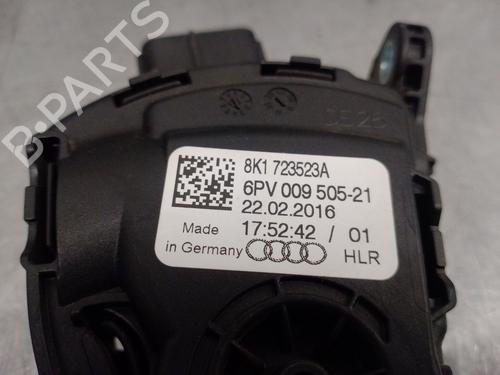 B-PARTS
8K1 723523A
6PV 009 505-21
22.02.2016
Made 17:52:42 / 01
in Germany HLR